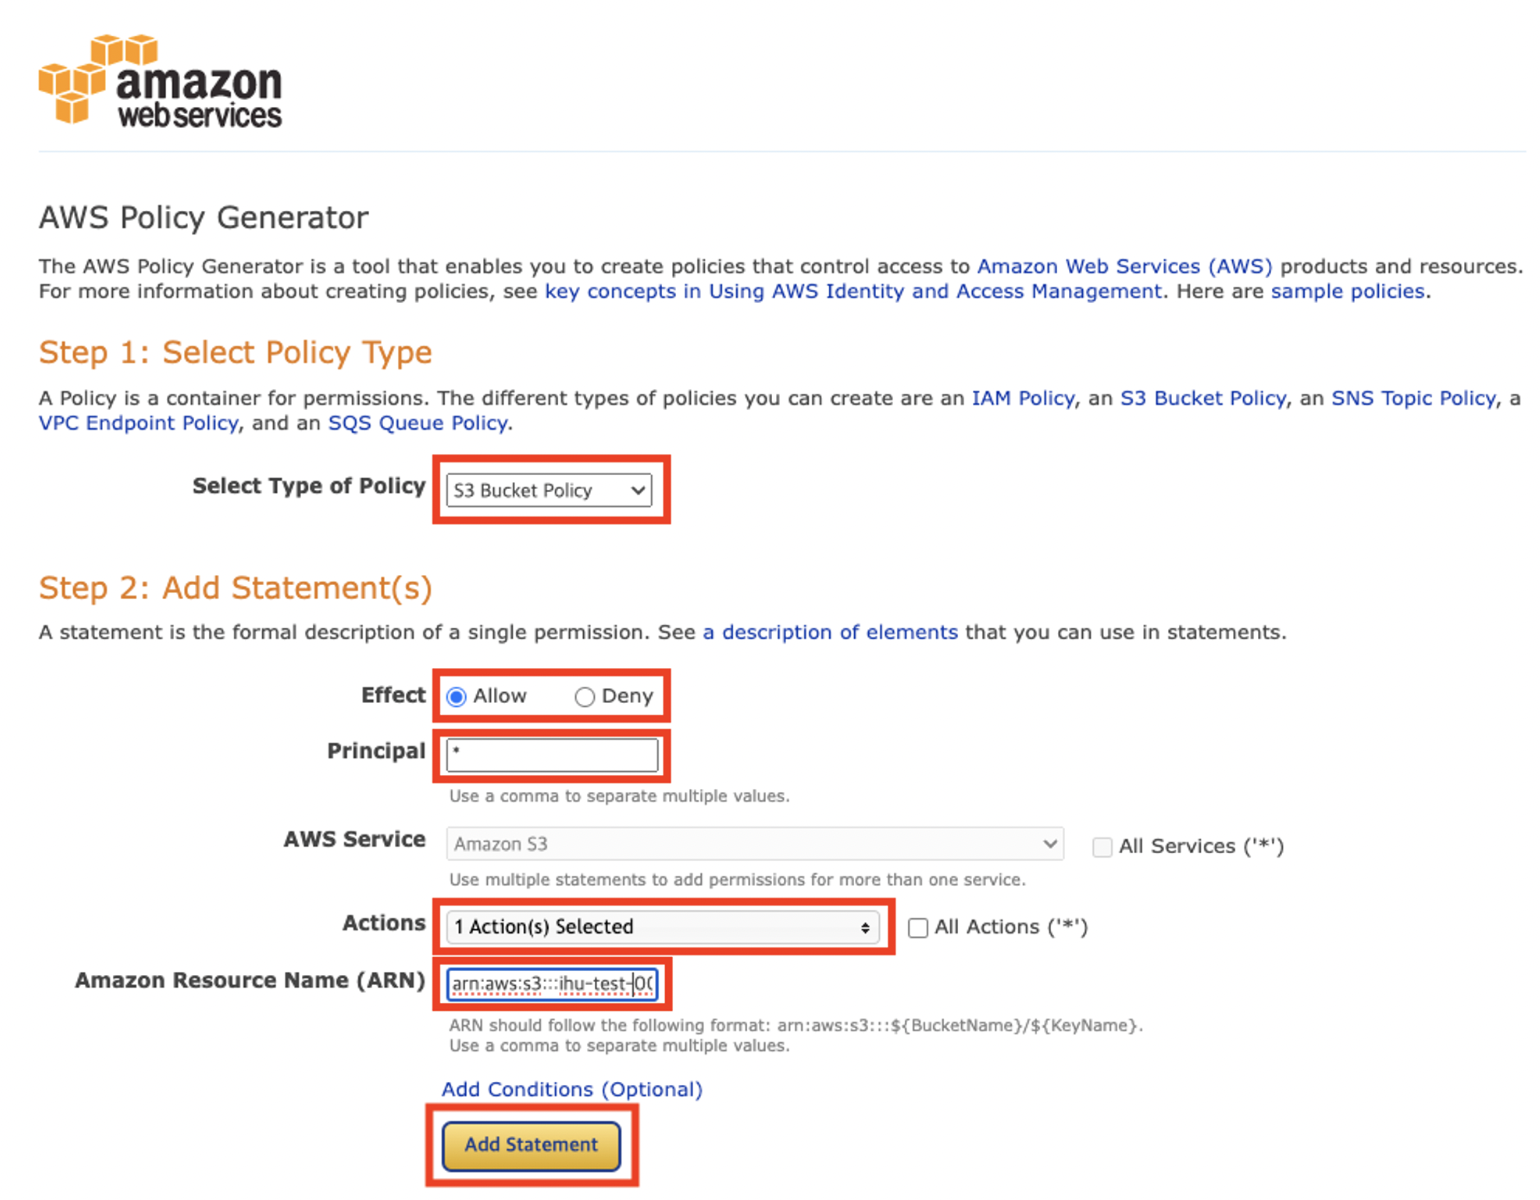 amazon
web services
AWS Policy Generator
The AWS Policy Generator is a tool that enables you to create policies that control access to Amazon Web Services (AWS) products and resources.
For more information about creating policies, see key concepts in Using AWS Identity and Access Management. Here are sample policies.
Step 1: Select Policy Type
A Policy is a container for permissions. The different types of policies you can create are an IAM Policy, an S3 Bucket Policy, an SNS Topic Policy, a
VPC Endpoint Policy, and an SQS Queue Policy.
Select Type of Policy S3 Bucket Policy
Step 2: Add Statement(s)
A statement is the formal description of a single permission. See a description of elements that you can use in statements.
Effect Allow Deny
Principal *
Use a comma to separate multiple values.
AWS Service Amazon S3 All Services ('*')
Use multiple statements to add permissions for more than one service.
Actions 1 Action(s) Selected All Actions ('*')
Amazon Resource Name (ARN) arn:aws:s3:::ihu-test-0
ARN should follow the following format: arn:aws:s3:::${BucketName}/${KeyName}.
Use a comma to separate multiple values.
Add Conditions (Optional)
Add Statement